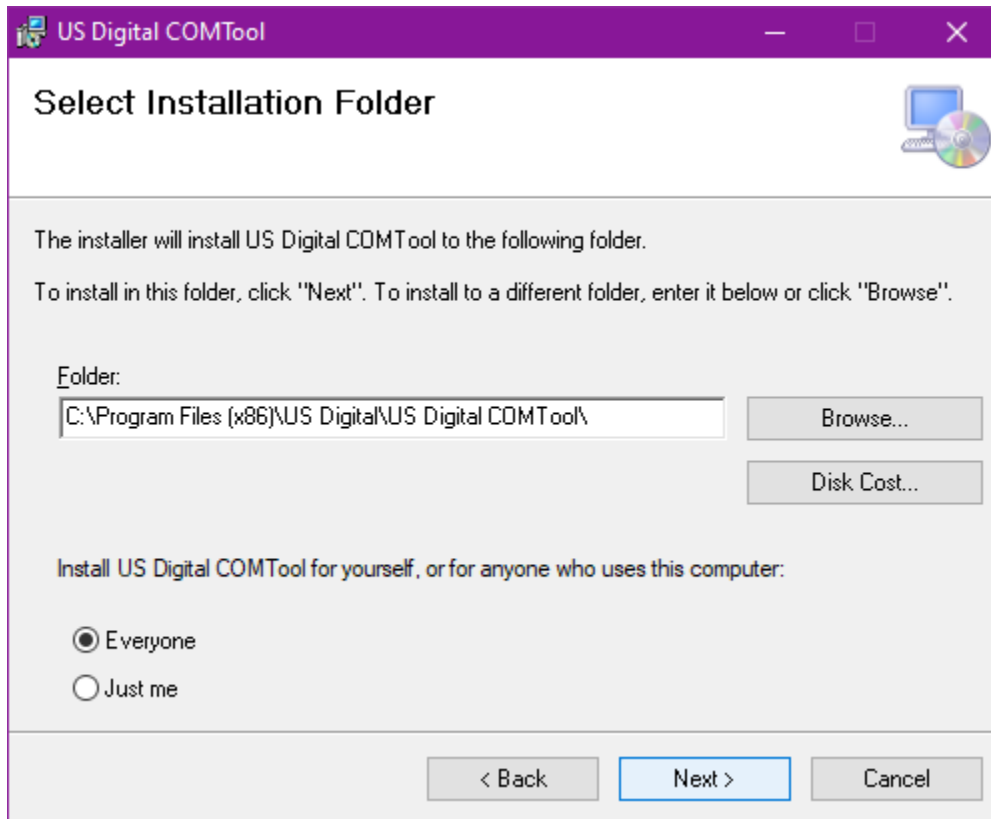 US Digital COMTool
Select Installation Folder
The installer will install US Digital COMTool to the following folder.
To install in this folder, click "Next". To install to a different folder, enter it below or click "Browse".
Folder:
C:\Program Files (x86)\US Digital\US Digital COMTool\
Browse...
Disk Cost...
Install US Digital COMTool for yourself, or for anyone who uses this computer:
Everyone
Just me
< Back
Next >
Cancel